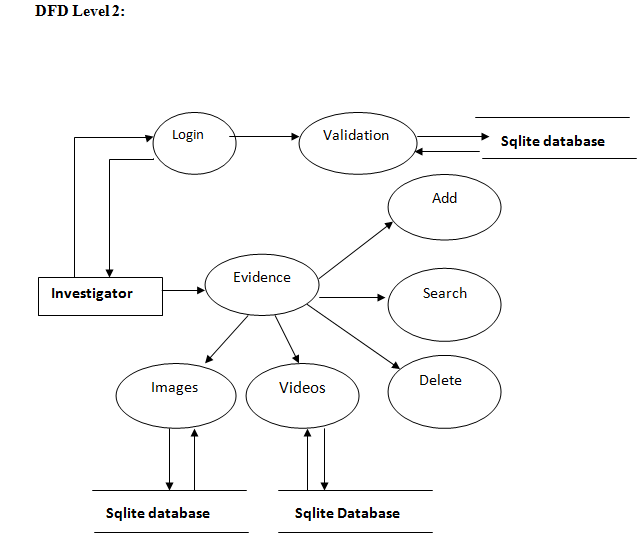 DFD Level 2:
Login
Validation
Sqlite database
Add
Evidence
Investigator
Search
Images
Videos
Delete
Sqlite database
Sqlite Database